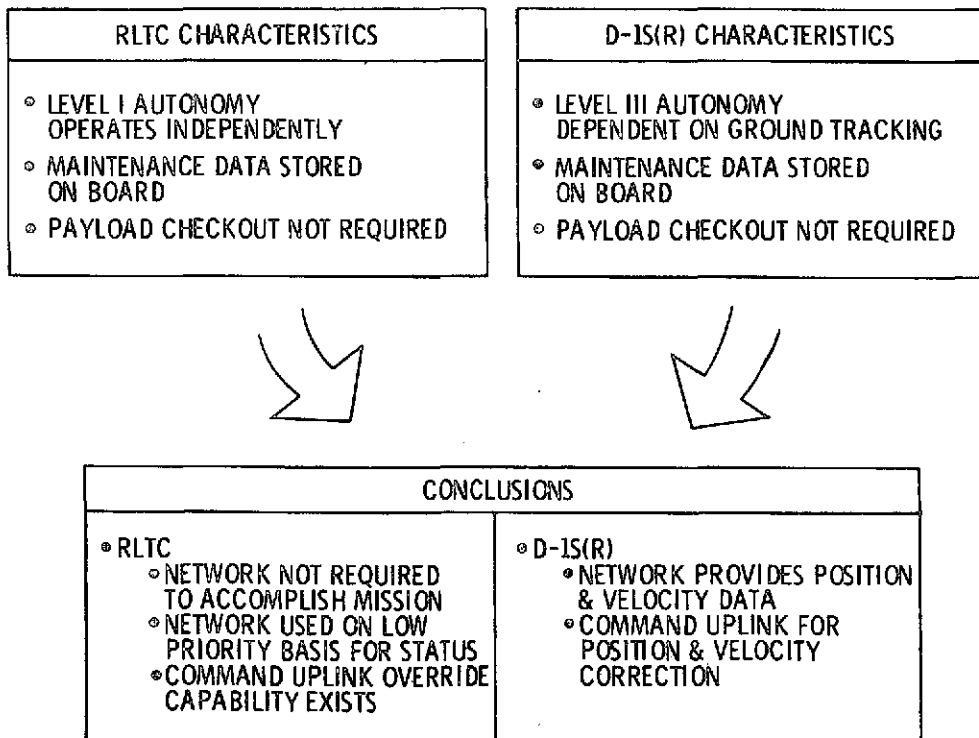 RLTC CHARACTERISTICS
• LEVEL I AUTONOMY
OPERATES INDEPENDENTLY
• MAINTENANCE DATA STORED
ON BOARD
• PAYLOAD CHECKOUT NOT REQUIRED
D-1S(R) CHARACTERISTICS
• LEVEL III AUTONOMY
DEPENDENT ON GROUND TRACKING
• MAINTENANCE DATA STORED
ON BOARD
• PAYLOAD CHECKOUT NOT REQUIRED
CONCLUSIONS
• RLTC
• NETWORK NOT REQUIRED
TO ACCOMPLISH MISSION
• NETWORK USED ON LOW
PRIORITY BASIS FOR STATUS
• COMMAND UPLINK OVERRIDE
CAPABILITY EXISTS
• D-1S(R)
• NETWORK PROVIDES POSITION
& VELOCITY DATA
• COMMAND UPLINK FOR
POSITION & VELOCITY
CORRECTION